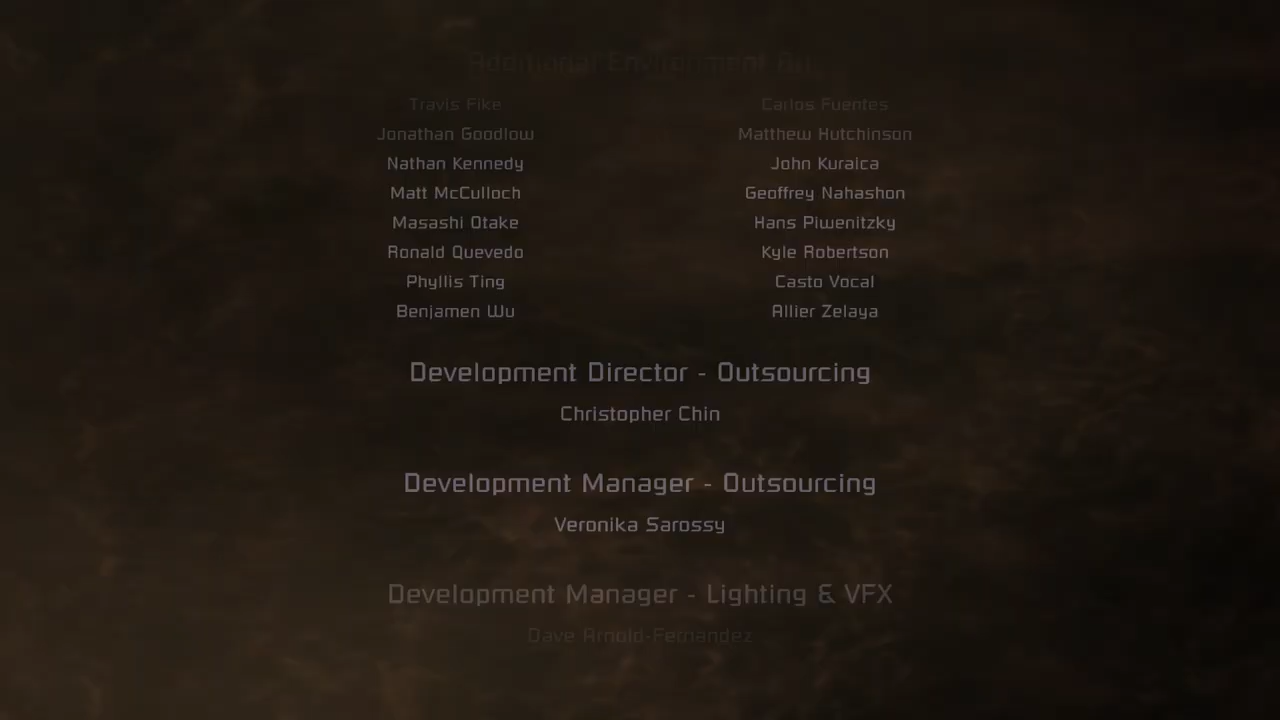 Additional Environment Art
Travis Fike Carlos Fuentes
Jonathan Goodlow Matthew Hutchinson
Nathan Kennedy John Kuraica
Matt McCulloch Geoffrey Nahashon
Masashi Otake Hans Piwenitzky
Ronald Quevedo Kyle Robertson
Phyllis Ting Casto Vocal
Benjamen Wu Allier Zelaya
Development Director - Outsourcing
Christopher Chin
Development Manager - Outsourcing
Veronika Sarossy
Development Manager - Lighting & VFX
Dave Arnold-Fernandez